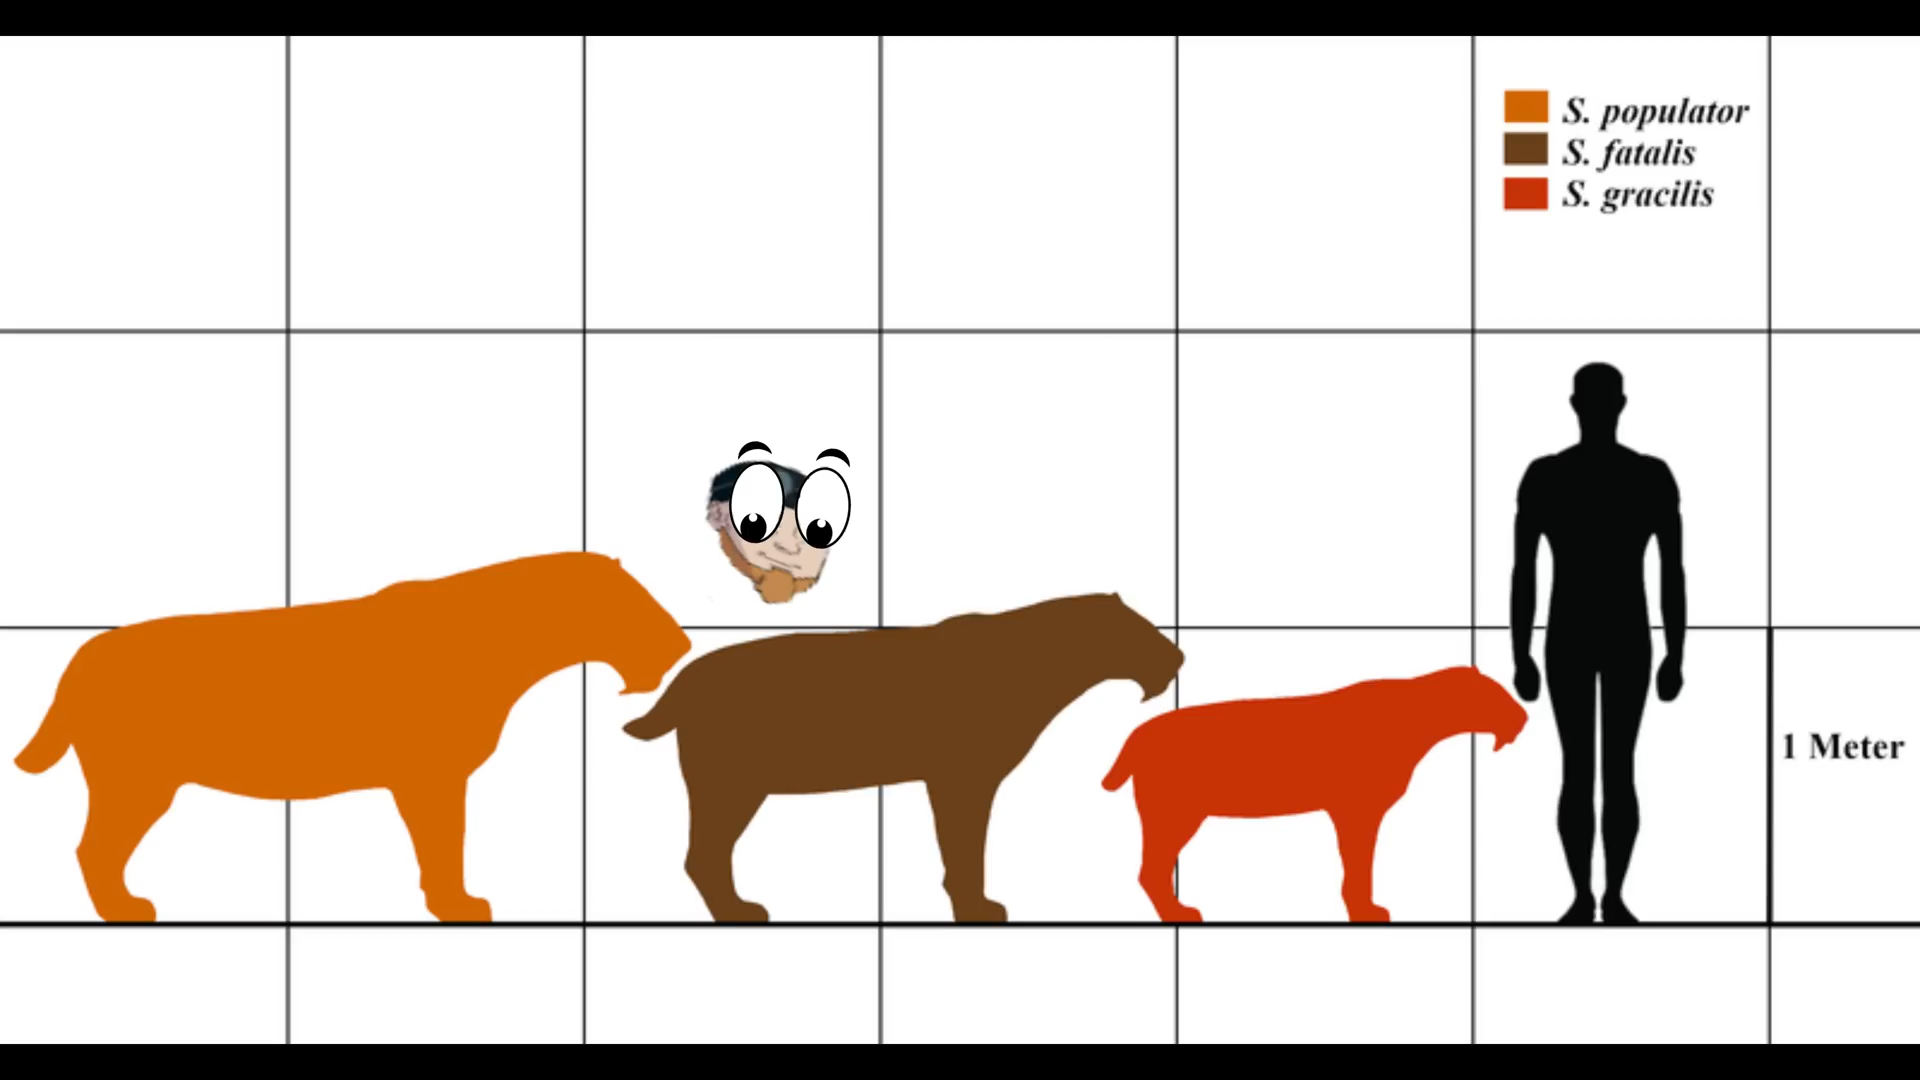 S. populator
S. fatalis
S. gracilis
1 Meter